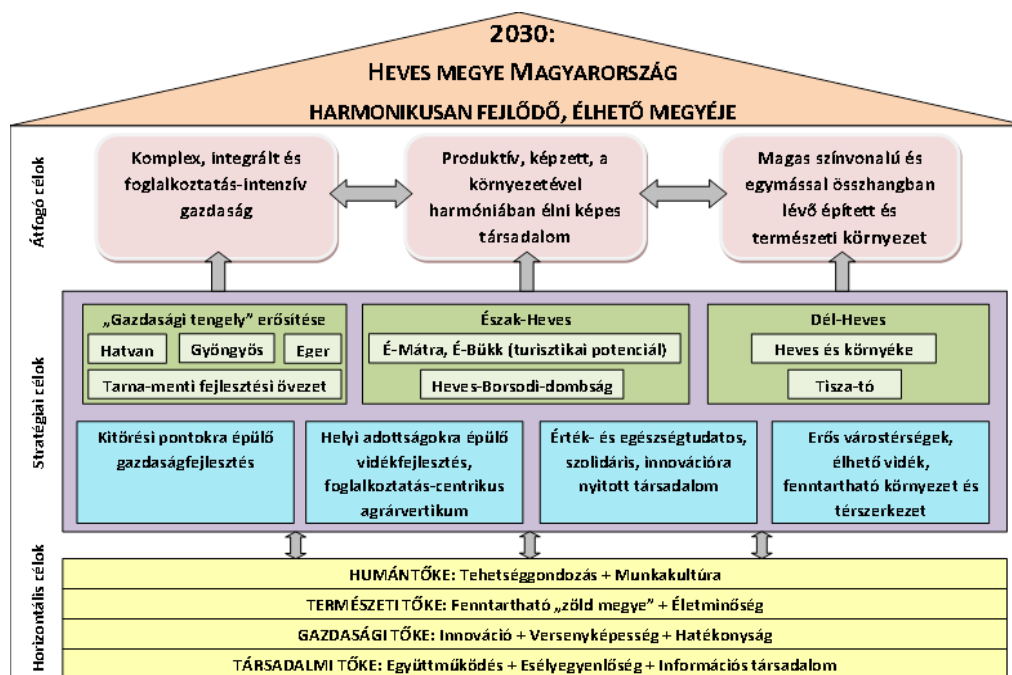 2030:
HEVES MEGYE MAGYARORSZÁG
HARMONIKUSAN FEJLŐDŐ, ÉLHETŐ MEGYÉJE
Átfogó célok
Komplex, integrált és
foglalkoztatás-intenzív
gazdaság
Produktív, képzett, a
környezetével
harmóniában élni képes
társadalom
Magas színvonalú és
egymással összhangban
lévő épített és
természeti környezet
Stratégiai célok
„Gazdasági tengely” erősítése
Hatvan
Gyöngyös
Eger
Tarna-menti fejlesztési övezet
Észak-Heves
É-Mátra, É-Bükk (turisztikai potenciál)
Heves-Borsodi-dombság
Dél-Heves
Heves és környéke
Tisza-tó
Kitörési pontokra épülő
gazdaságfejlesztés
Helyi adottságokra épülő
vidékfejlesztés,
foglalkoztatás-centrikus
agrárvertikum
Érték- és egészségtudatos,
szolidáris, innovációra
nyitott társadalom
Erős várostérségek,
élhető vidék,
fenntartható környezet és
térszerkezet
Horizontális célok
HUMÁNTŐKE: Tehetséggondozás + Munkakultúra
TERMÉSZETI TŐKE: Fenntartható „zöld megye” + Életminőség
GAZDASÁGI TŐKE: Innováció + Versenyképesség + Hatékonyság
TÁRSADALMI TŐKE: Együttműködés + Esélyegyenlőség + Információs társadalom